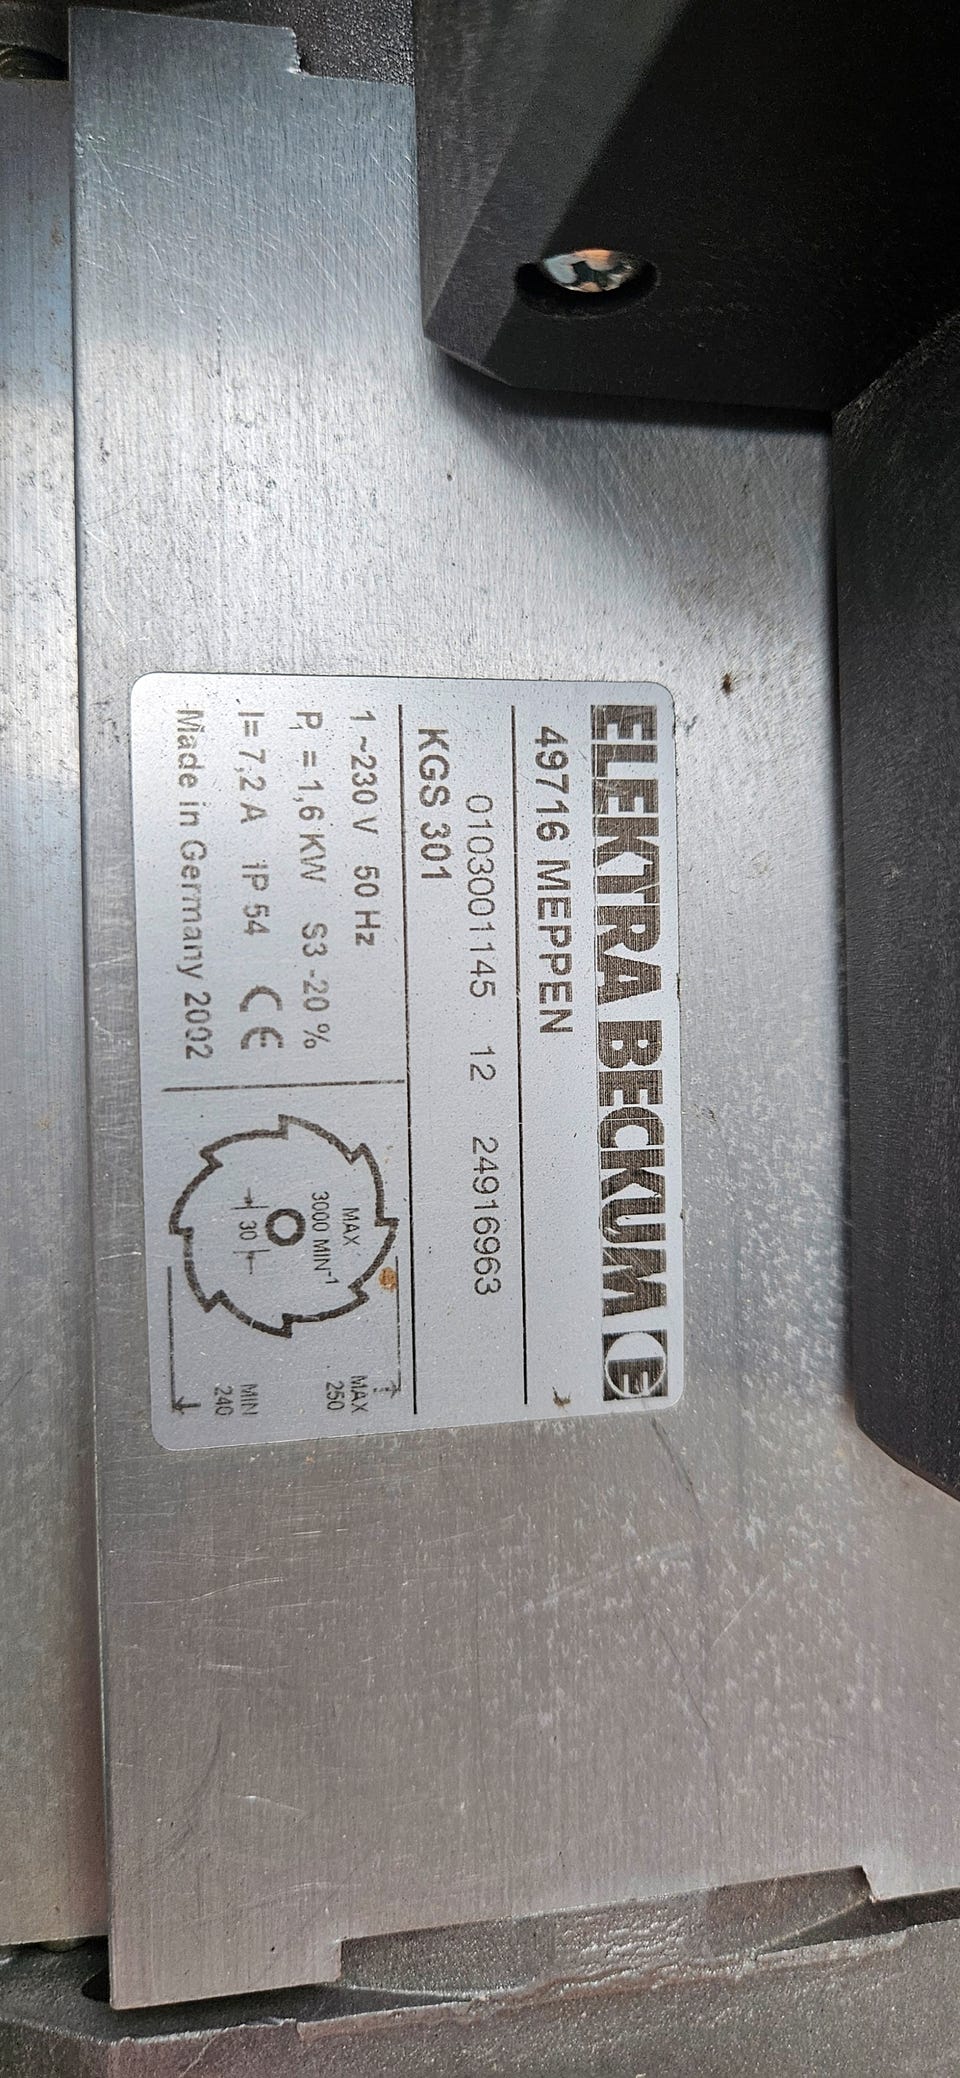 ELEKTRA BECKUM e
49716 MEPPEN
0103001145 12 24916963
KGS 301
1~230 V 50 Hz
P1 = 1,6 KW S3 -20 %
I=7,2 A IP 54 CE
Made in Germany 2002
MAX
3000 MIN-1
30
MAX
250
MIN
240